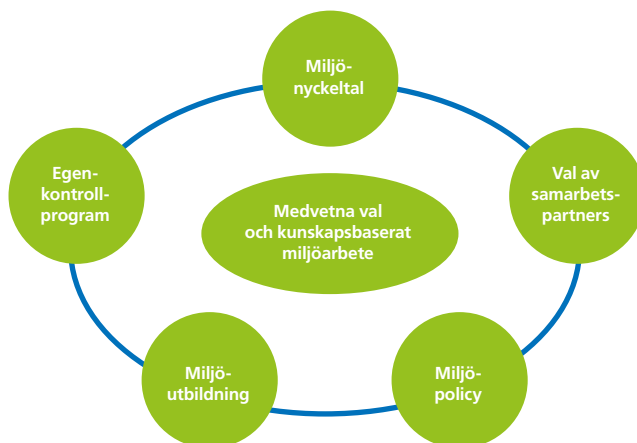 Miljö-
nyckeltal
Egen-
kontroll-
program
Val av
samarbets-
partners
Medvetna val
och kunskapsbaserat
miljöarbete
Miljö-
utbildning
Miljö-
policy